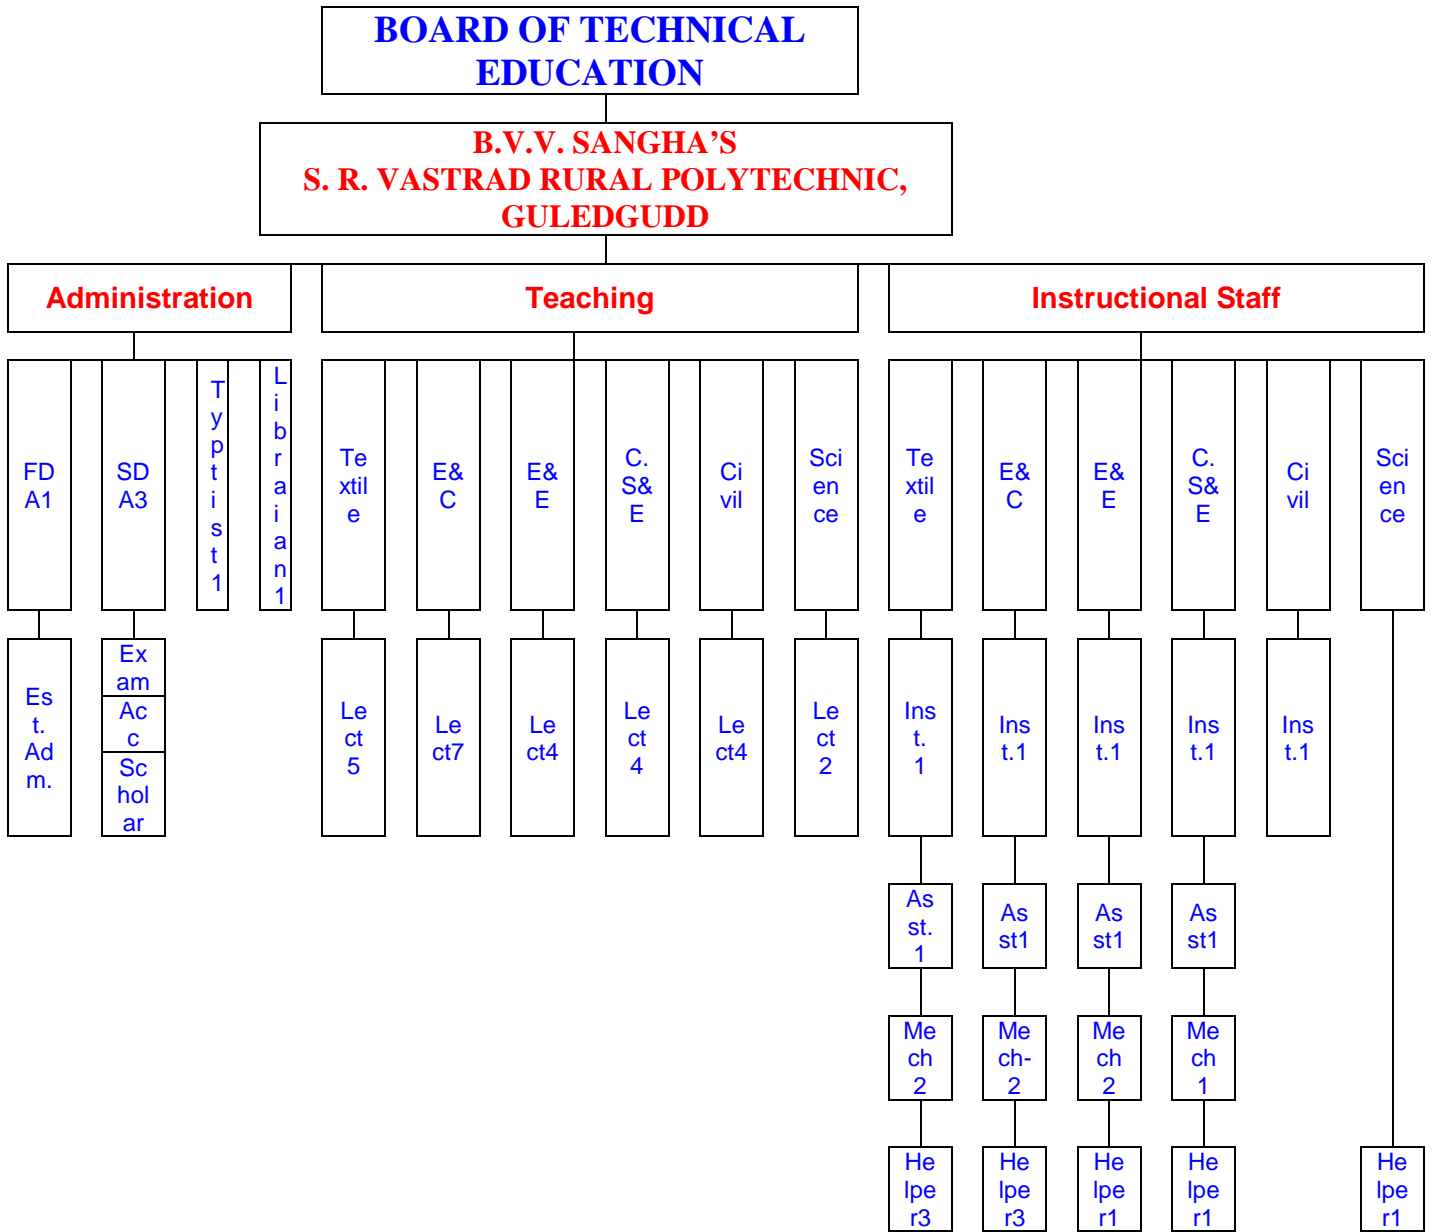 BOARD OF TECHNICAL
EDUCATION
B.V.V. SANGHA’S
S. R. VASTRAD RURAL POLYTECHNIC,
GULEDGUDD
Administration
Teaching
Instructional Staff
FD
A1
SD
A3
T
y
p
t
i
s
t
1
L
i
b
r
a
i
a
n
1
Te
xtil
e
E&
C
E&
E
C.
S&
E
Ci
vil
Sci
en
ce
Te
xtil
e
E&
C
E&
E
C.
S&
E
Ci
vil
Sci
en
ce
Es
t.
Ad
m.
Ex
am
Ac
c
Sc
hol
ar
Le
ct
5
Le
ct7
Le
ct4
Le
ct
4
Le
ct4
Le
ct
2
Ins
t.
1
Ins
t.1
Ins
t.1
Ins
t.1
Ins
t.1
As
st.
1
As
st1
As
st1
As
st1
Me
ch
2
Me
ch-
2
Me
ch
2
Me
ch
1
He
lpe
r3
He
lpe
r3
He
lpe
r1
He
lpe
r1
He
lpe
r1